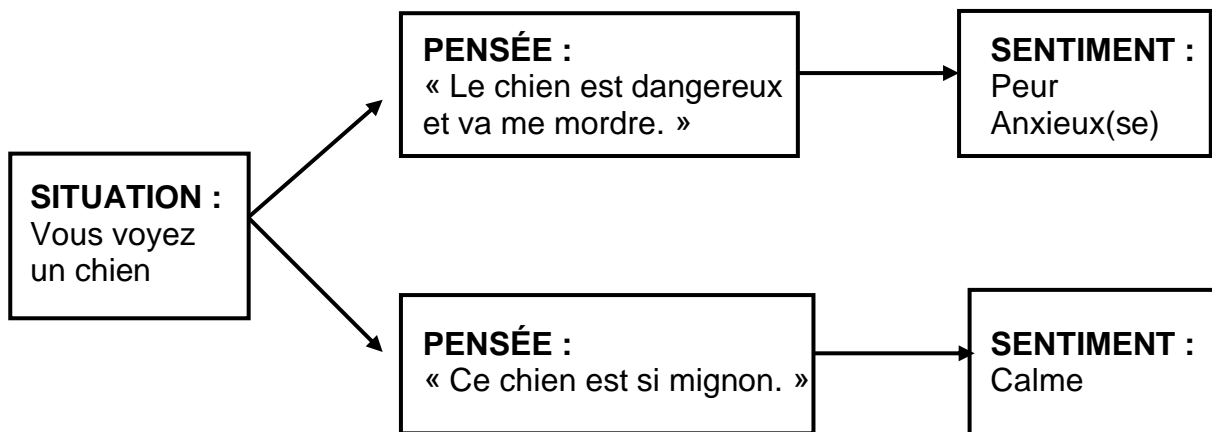 SITUATION :
Vous voyez
un chien
PENSÉE :
« Le chien est dangereux
et va me mordre. »
SENTIMENT :
Peur
Anxieux(se)
PENSÉE :
« Ce chien est si mignon. »
SENTIMENT :
Calme